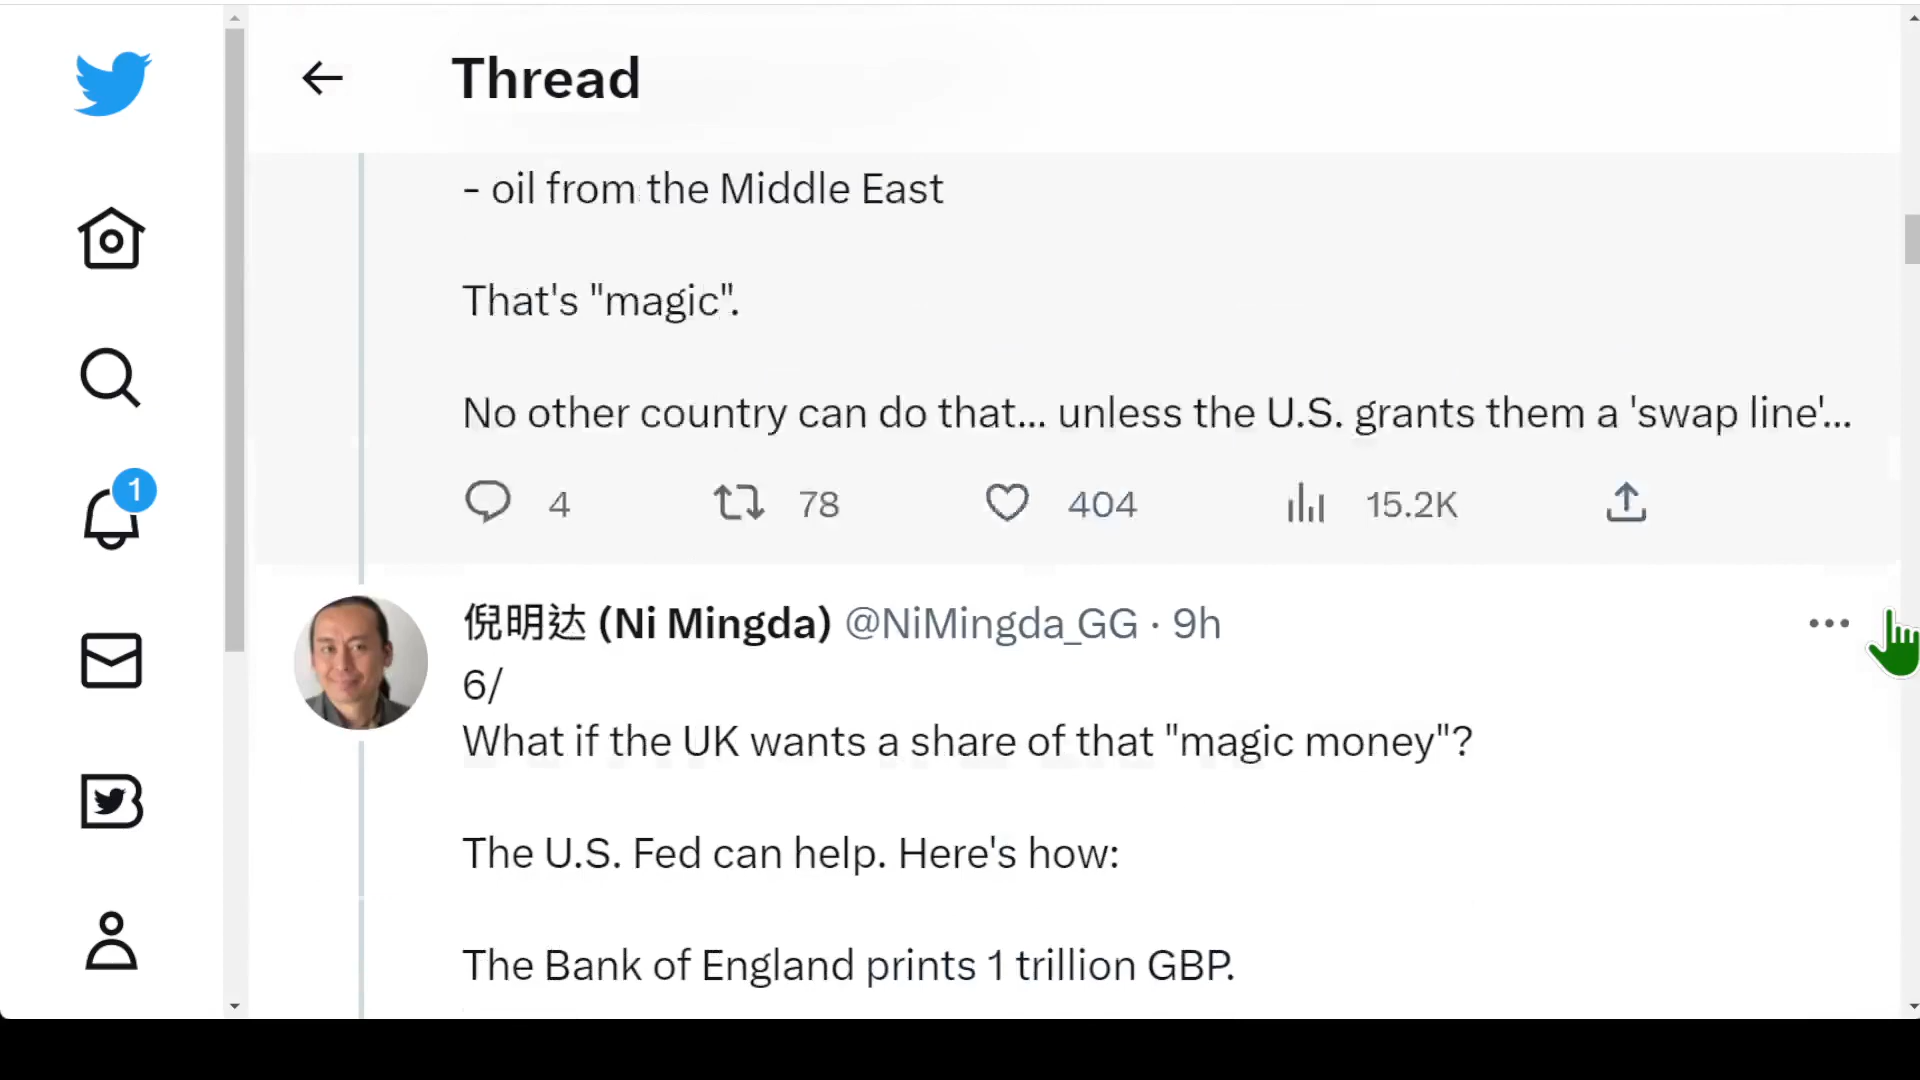 Thread
- oil from the Middle East
That's "magic".
No other country can do that... unless the U.S. grants them a 'swap line'...
4 78 404 15.2K
1
倪明达 (Ni Mingda) @NiMingda_GG · 9h
6/
What if the UK wants a share of that "magic money"?
The U.S. Fed can help. Here's how:
The Bank of England prints 1 trillion GBP.